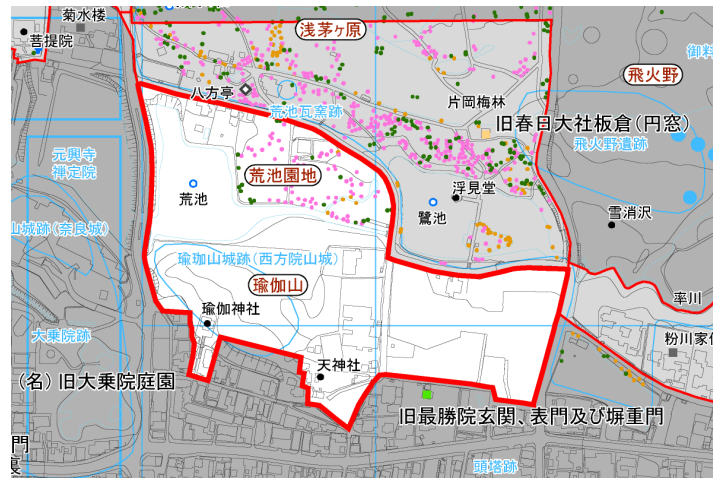 菊水楼
浅茅ヶ原
菩提院
飛火野
御料
八方亭
片岡梅林
荒池瓦窯跡
旧春日大社板倉(円窓)
飛火野遺跡
元興寺
禅定院
荒池園地
荒池
浮見堂
鷺池
雪消沢
山城跡(奈良城)
瑜伽山城跡(西方院山城)
瑜伽山
率川
瑜伽神社
大乗院跡
粉川家住
天神社
(名)旧大乗院庭園
旧最勝院玄関、表門及び塀重門
門
頭塔跡